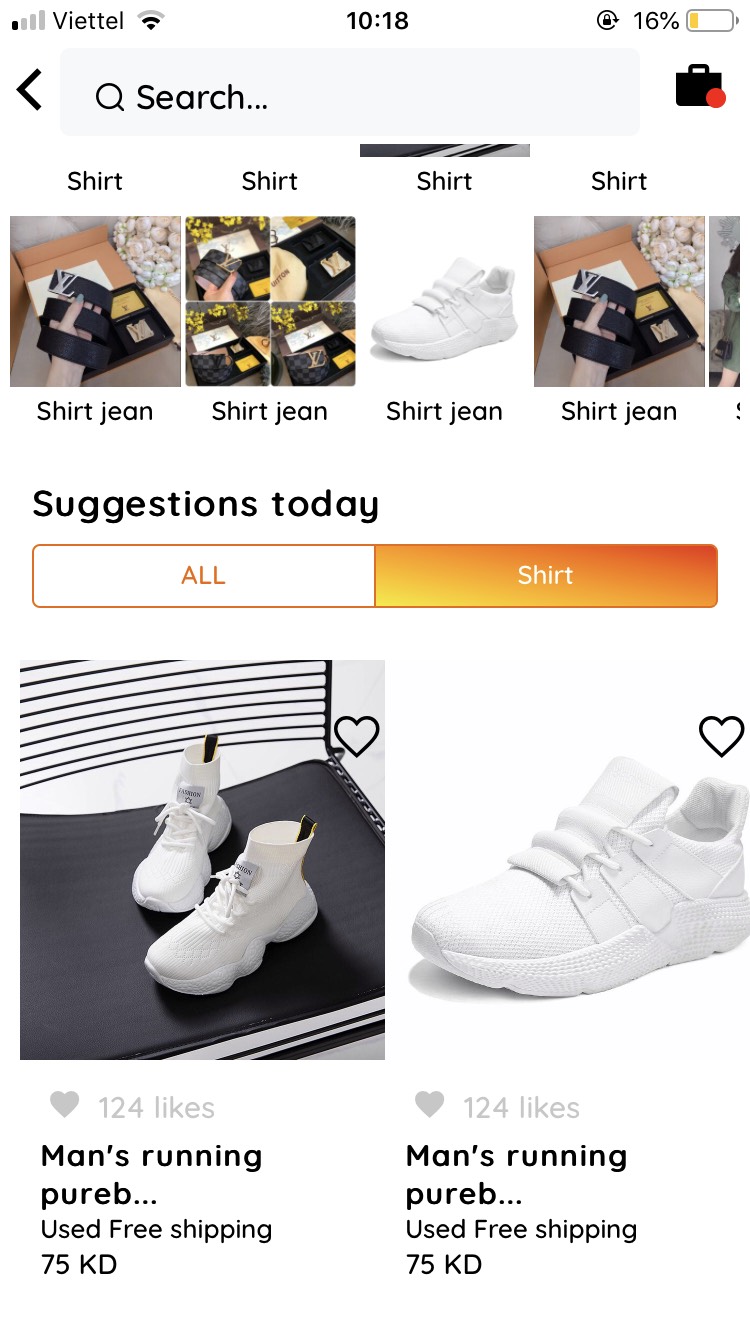 Viettel 10:18 16%
Search...
Shirt Shirt Shirt Shirt
Shirt jean Shirt jean Shirt jean Shirt jean
Suggestions today
ALL Shirt
FASHION
124 likes 124 likes
Man's running Man's running
pureb... pureb...
Used Free shipping Used Free shipping
75 KD 75 KD